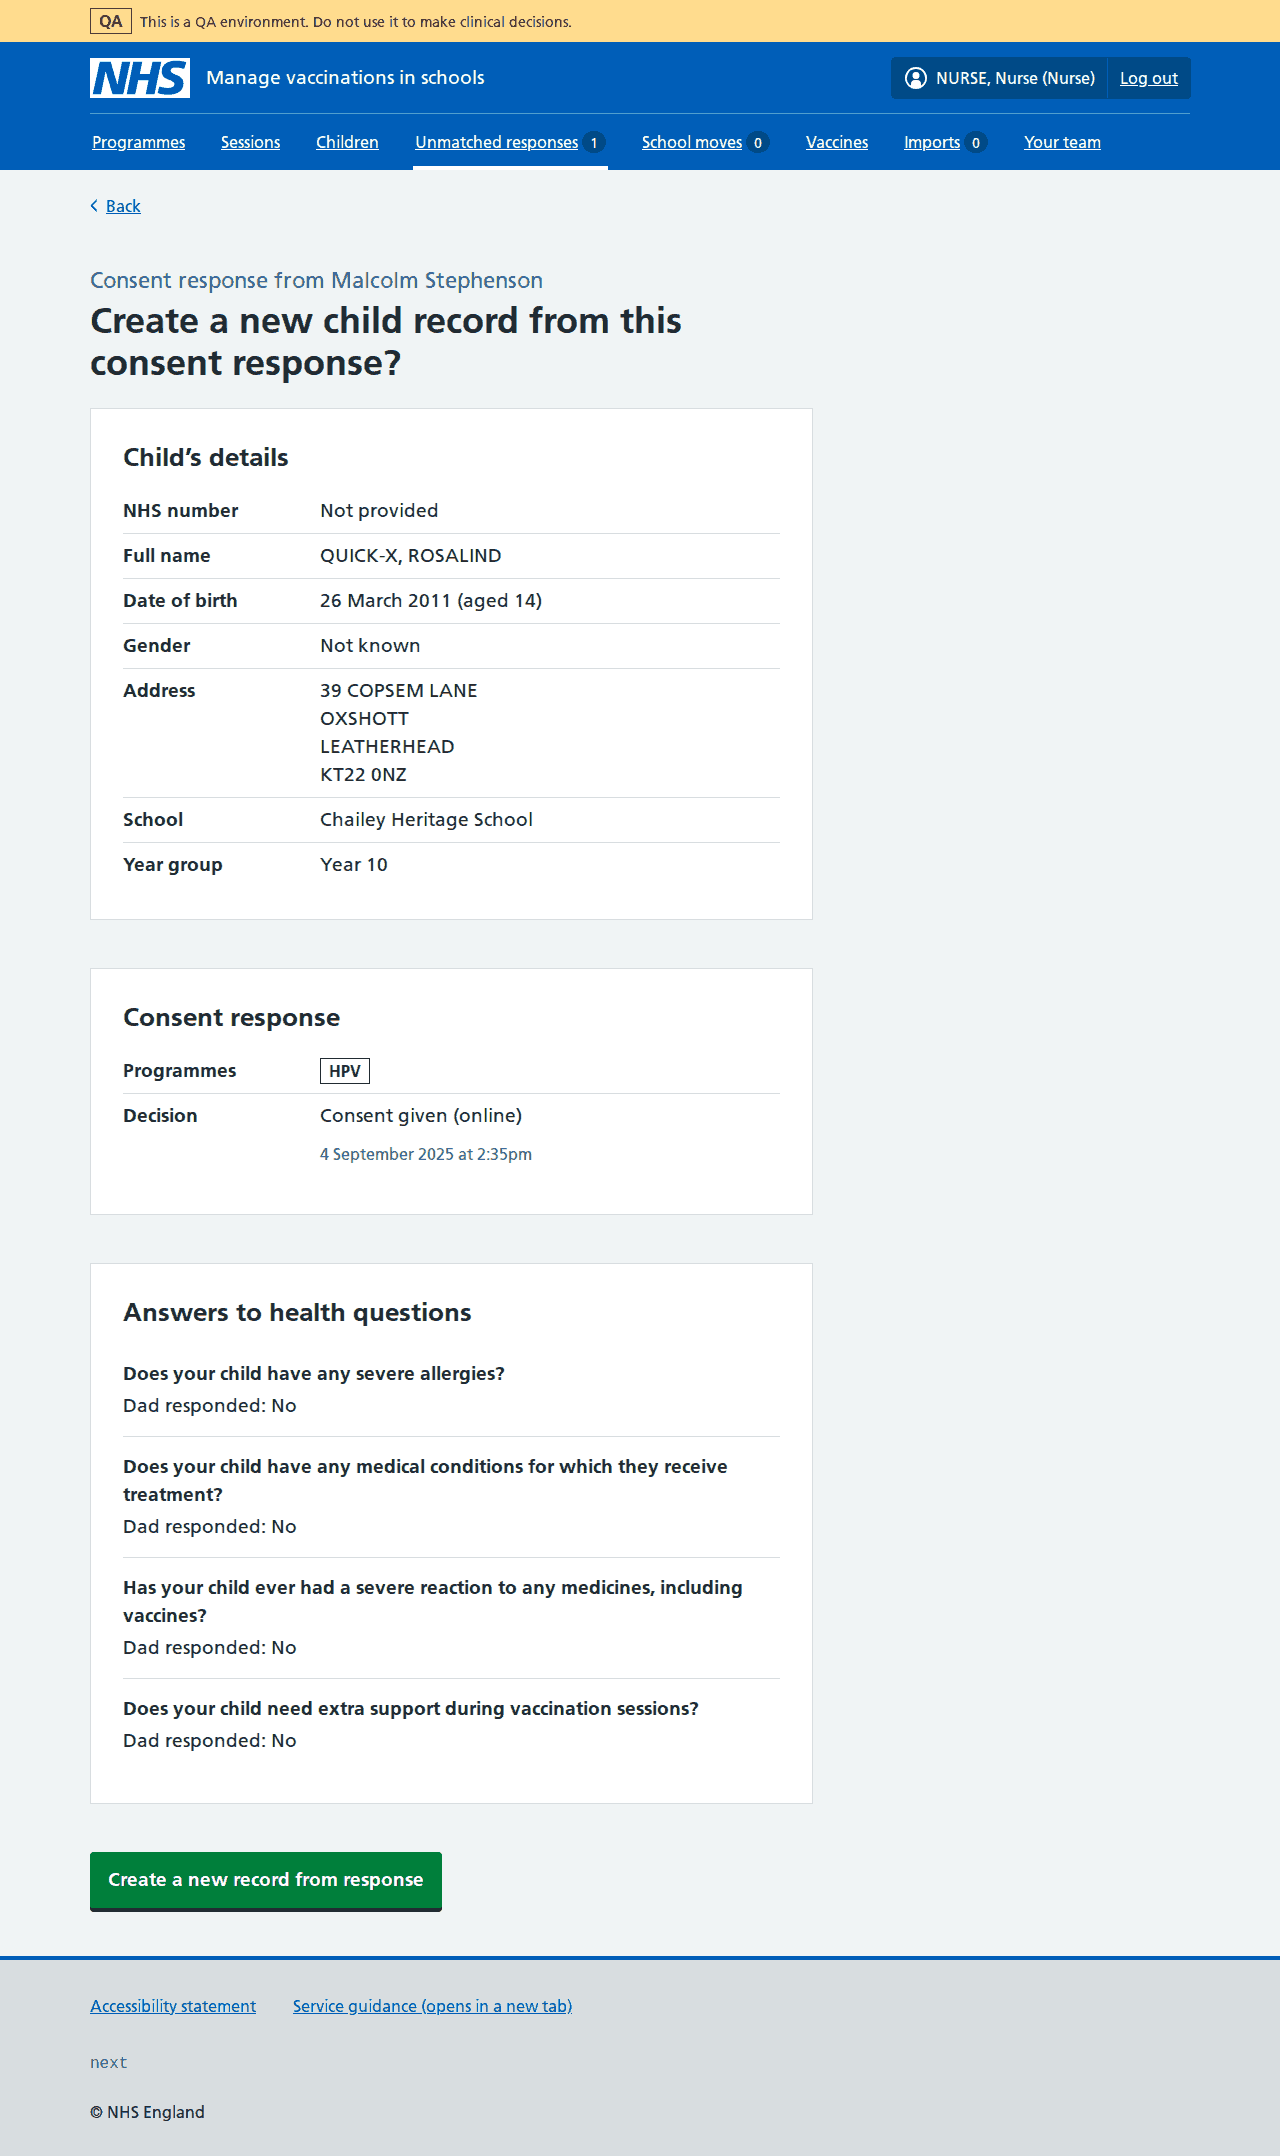 QA This is a QA environment. Do not use it to make clinical decisions.
NHS Manage vaccinations in schools NURSE, Nurse (Nurse) Log out
Programmes Sessions Children Unmatched responses 1 School moves 0 Vaccines Imports 0 Your team
Back
Consent response from Malcolm Stephenson
Create a new child record from this
consent response?
Child’s details
NHS number Not provided
Full name QUICK-X, ROSALIND
Date of birth 26 March 2011 (aged 14)
Gender Not known
Address 39 COPSEM LANE
OXSHOTT
LEATHERHEAD
KT22 0NZ
School Chailey Heritage School
Year group Year 10
Consent response
Programmes HPV
Decision Consent given (online)
4 September 2025 at 2:35pm
Answers to health questions
Does your child have any severe allergies?
Dad responded: No
Does your child have any medical conditions for which they receive
treatment?
Dad responded: No
Has your child ever had a severe reaction to any medicines, including
vaccines?
Dad responded: No
Does your child need extra support during vaccination sessions?
Dad responded: No
Create a new record from response
Accessibility statement Service guidance (opens in a new tab)
next
© NHS England